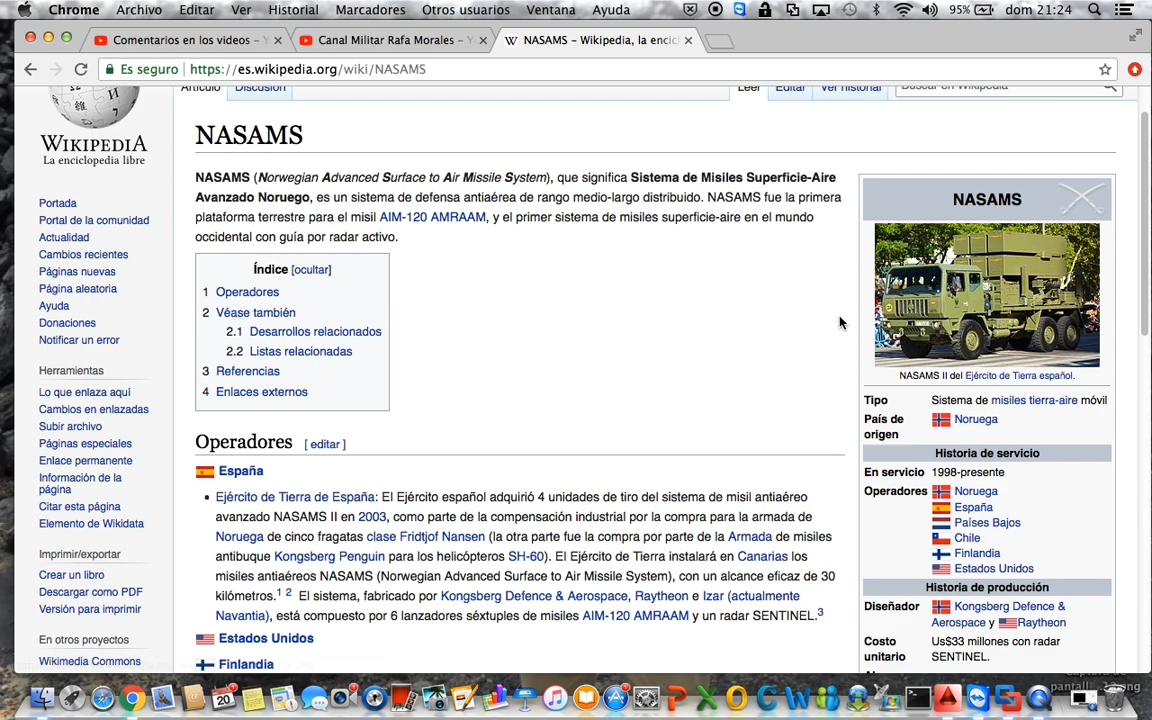 Chrome Archivo Editar Ver Historial Marcadores Otros usuarios Ventana Ayuda 95% dom 21:24
Comentarios en los videos - Y
Canal Militar Rafa Morales - Y
NASAMS - Wikipedia, la encicl
Es seguro https://es.wikipedia.org/wiki/NASAMS
Artículo Discusión Leer Editar Ver historial Buscar en Wikipedia
WIKIPEDIA
La enciclopedia libre
Portada
Portal de la comunidad
Actualidad
Cambios recientes
Páginas nuevas
Página aleatoria
Ayuda
Donaciones
Notificar un error
Herramientas
Lo que enlaza aquí
Cambios en enlazadas
Subir archivo
Páginas especiales
Enlace permanente
Información de la
página
Citar esta página
Elemento de Wikidata
Imprimir/exportar
Crear un libro
Descargar como PDF
Versión para imprimir
En otros proyectos
Wikimedia Commons
NASAMS
NASAMS (Norwegian Advanced Surface to Air Missile System), que significa Sistema de Misiles Superficie-Aire
Avanzado Noruego, es un sistema de defensa antiaérea de rango medio-largo distribuido. NASAMS fue la primera
plataforma terrestre para el misil AIM-120 AMRAAM, y el primer sistema de misiles superficie-aire en el mundo
occidental con guía por radar activo.
Índice [ocultar]
1 Operadores
2 Véase también
2.1 Desarrollos relacionados
2.2 Listas relacionadas
3 Referencias
4 Enlaces externos
Operadores [ editar ]
España
• Ejército de Tierra de España: El Ejército español adquirió 4 unidades de tiro del sistema de misil antiaéreo
avanzado NASAMS II en 2003, como parte de la compensación industrial por la compra para la armada de
Noruega de cinco fragatas clase Fridtjof Nansen (la otra parte fue la compra por parte de la Armada de misiles
antibuque Kongsberg Penguin para los helicópteros SH-60). El Ejército de Tierra instalará en Canarias los
misiles antiaéreos NASAMS (Norwegian Advanced Surface to Air Missile System), con un alcance eficaz de 30
kilómetros.1 2 El sistema, fabricado por Kongsberg Defence & Aerospace, Raytheon e Izar (actualmente
Navantia), está compuesto por 6 lanzadores séxtuples de misiles AIM-120 AMRAAM y un radar SENTINEL.3
Estados Unidos
Finlandia
NASAMS
NASAMS II del Ejército de Tierra español.
Tipo Sistema de misiles tierra-aire móvil
País de
origen Noruega
Historia de servicio
En servicio 1998-presente
Operadores Noruega
España
Países Bajos
Chile
Finlandia
Estados Unidos
Historia de producción
Diseñador Kongsberg Defence &
Aerospace y Raytheon
Costo
unitario Us$33 millones con radar
SENTINEL.
20